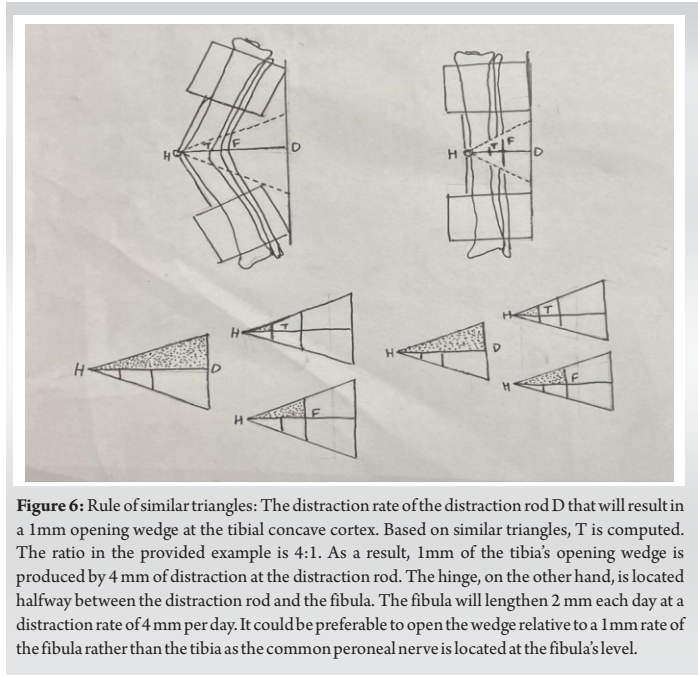 H T F D
H T F D
H T
H T
H D
H D
H F
H F
Figure 6: Rule of similar triangles: The distraction rate of the distraction rod D that will result in
a 1mm opening wedge at the tibial concave cortex. Based on similar triangles, T is computed.
The ratio in the provided example is 4:1. As a result, 1mm of the tibia's opening wedge is
produced by 4 mm of distraction at the distraction rod. The hinge, on the other hand, is located
halfway between the distraction rod and the fibula. The fibula will lengthen 2 mm each day at a
distraction rate of 4 mm per day. It could be preferable to open the wedge relative to a 1mm rate of
the fibula rather than the tibia as the common peroneal nerve is located at the fibula's level.